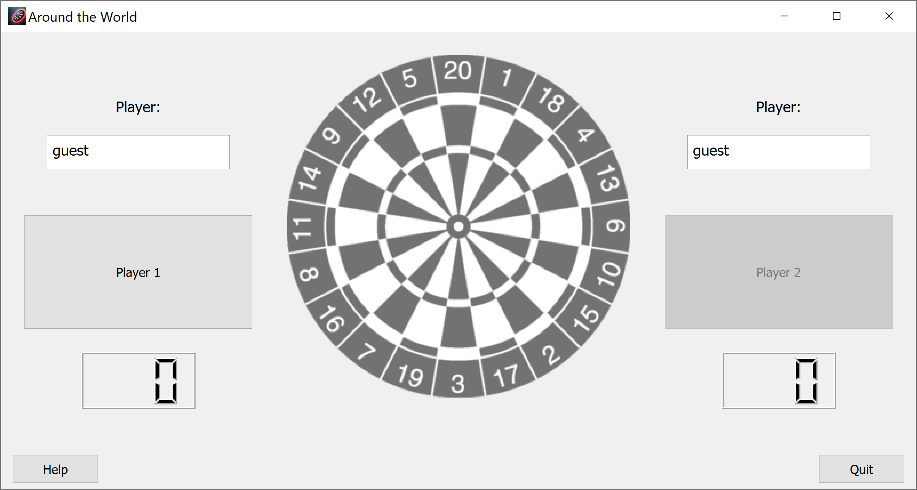 Around the World
Player:
guest
Player 1
0
20
1
18
4
13
6
10
15
2
17
3
19
7
16
8
11
14
9
12
5
Player:
guest
Player 2
0
Help
Quit